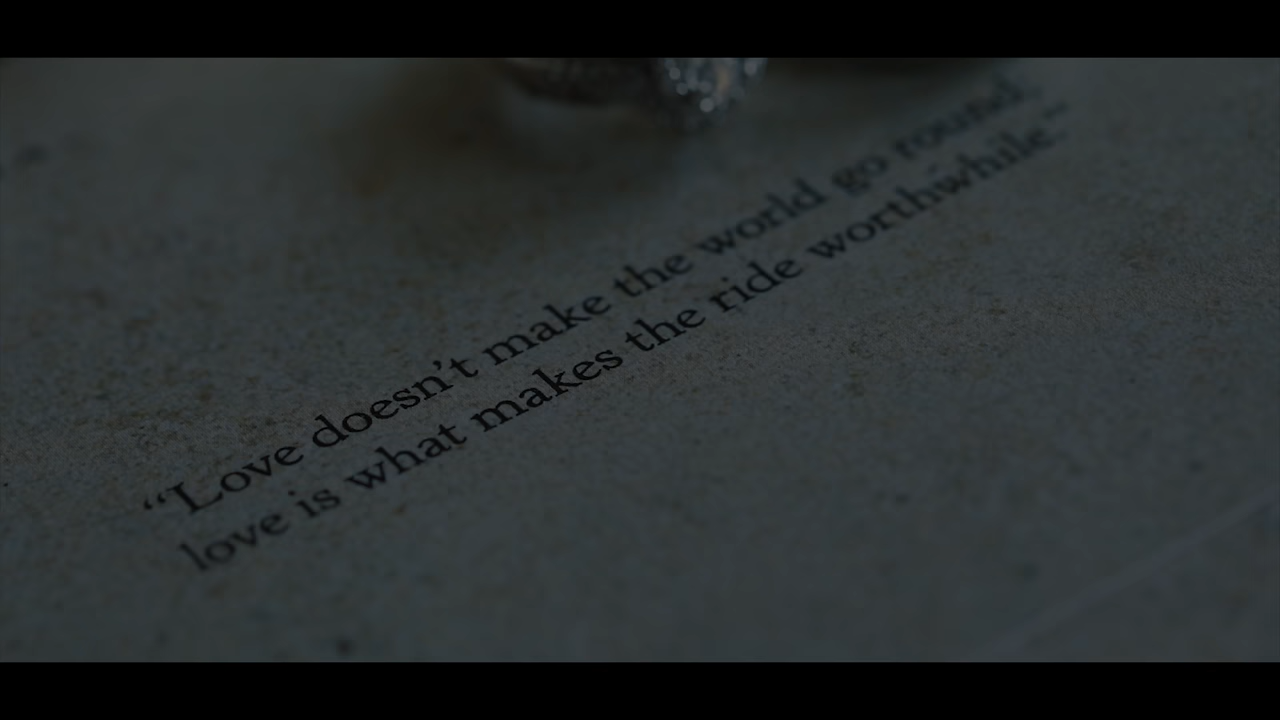 “Love doesn’t make the world go round.
love is what makes the ride worthwhile.”